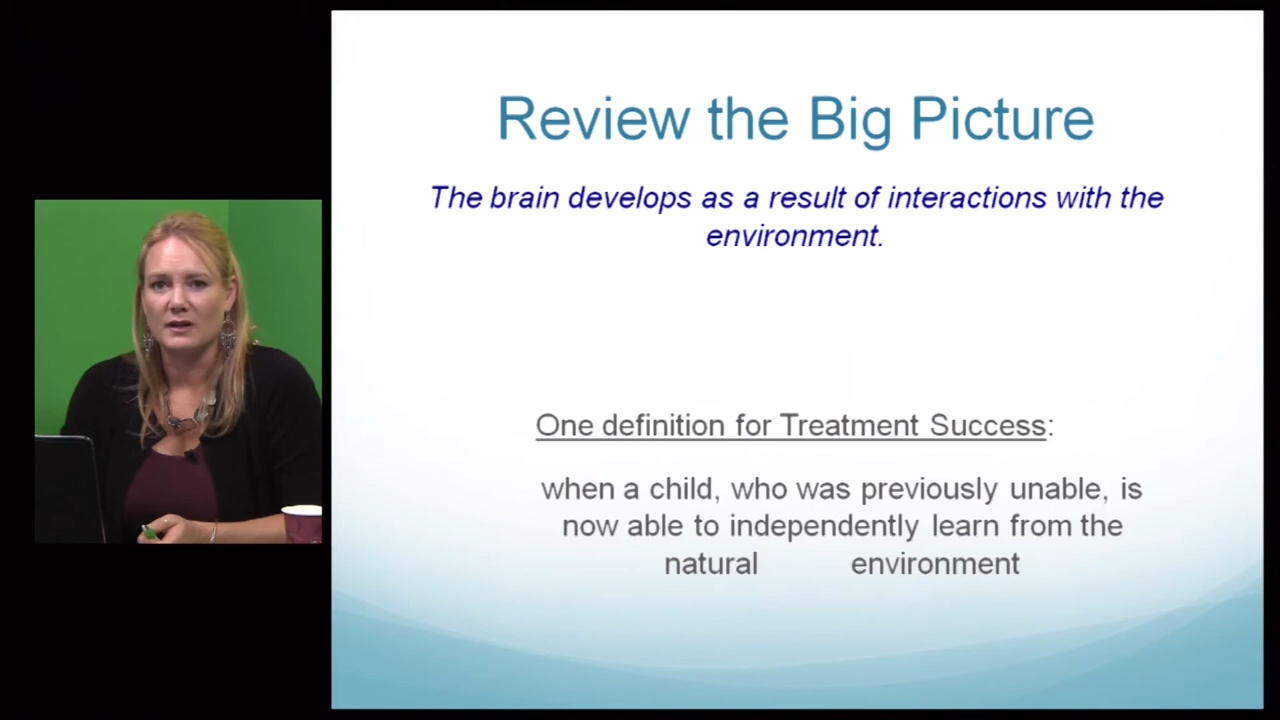 Review the Big Picture
The brain develops as a result of interactions with the
environment.
One definition for Treatment Success:
when a child, who was previously unable, is
now able to independently learn from the
natural environment